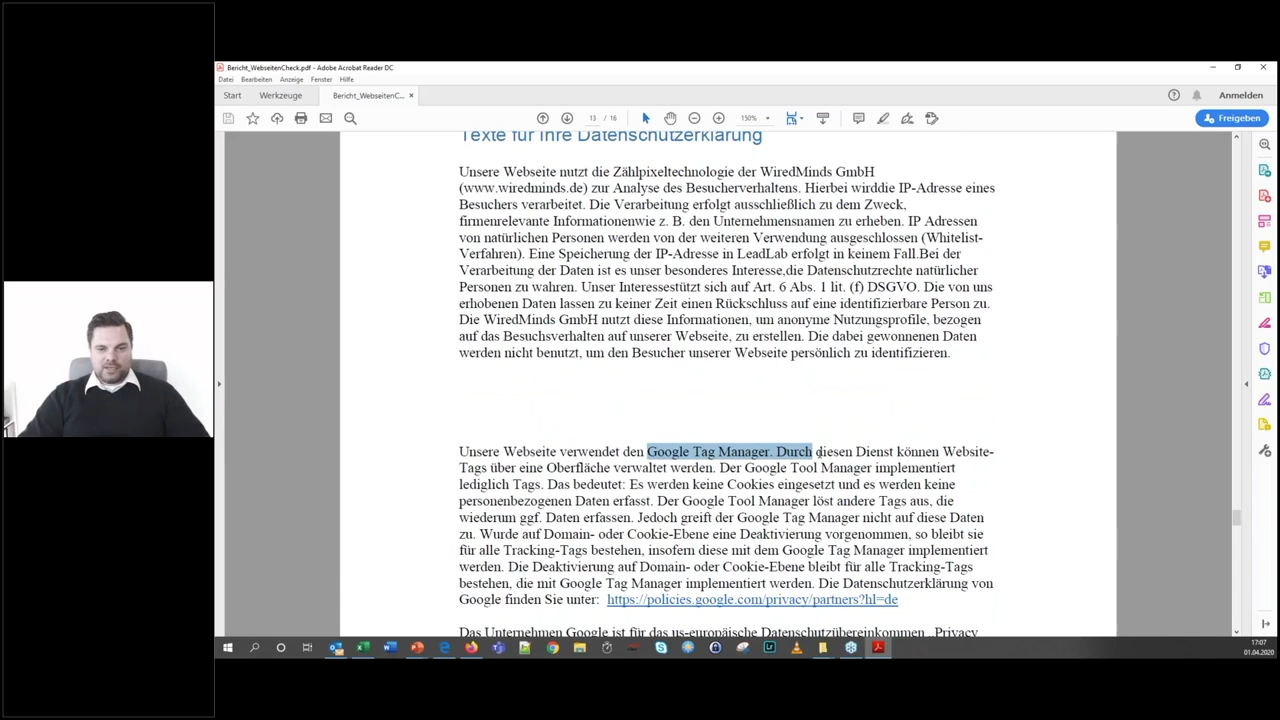 Bericht_WebseitenCheck.pdf - Adobe Acrobat Reader DC
Datei Bearbeiten Anzeige Fenster Hilfe
Start Werkzeuge Bericht_WebseitenC... × Anmelden
13 / 16 150% Freigeben
Texte für Ihre Datenschutzerklärung
Unsere Webseite nutzt die Zählpixeltechnologie der WiredMinds GmbH
(www.wiredminds.de) zur Analyse des Besucherverhaltens. Hierbei wirddie IP-Adresse eines
Besuchers verarbeitet. Die Verarbeitung erfolgt ausschließlich zu dem Zweck,
firmenrelevante Informationenwie z. B. den Unternehmensnamen zu erheben. IP Adressen
von natürlichen Personen werden von der weiteren Verwendung ausgeschlossen (Whitelist-
Verfahren). Eine Speicherung der IP-Adresse in LeadLab erfolgt in keinem Fall.Bei der
Verarbeitung der Daten ist es unser besonderes Interesse,die Datenschutzrechte natürlicher
Personen zu wahren. Unser Interessestützt sich auf Art. 6 Abs. 1 lit. (f) DSGVO. Die von uns
erhobenen Daten lassen zu keiner Zeit einen Rückschluss auf eine identifizierbare Person zu.
Die WiredMinds GmbH nutzt diese Informationen, um anonyme Nutzungsprofile, bezogen
auf das Besuchsverhalten auf unserer Webseite, zu erstellen. Die dabei gewonnenen Daten
werden nicht benutzt, um den Besucher unserer Webseite persönlich zu identifizieren.
Unsere Webseite verwendet den Google Tag Manager. Durch diesen Dienst können Website-
Tags über eine Oberfläche verwaltet werden. Der Google Tool Manager implementiert
lediglich Tags. Das bedeutet: Es werden keine Cookies eingesetzt und es werden keine
personenbezogenen Daten erfasst. Der Google Tool Manager löst andere Tags aus, die
wiederum ggf. Daten erfassen. Jedoch greift der Google Tag Manager nicht auf diese Daten
zu. Wurde auf Domain- oder Cookie-Ebene eine Deaktivierung vorgenommen, so bleibt sie
für alle Tracking-Tags bestehen, insofern diese mit dem Google Tag Manager implementiert
werden. Die Deaktivierung auf Domain- oder Cookie-Ebene bleibt für alle Tracking-Tags
bestehen, die mit Google Tag Manager implementiert werden. Die Datenschutzerklärung von
Google finden Sie unter: https://policies.google.com/privacy/partners?hl=de
Das Unternehmen Google ist für das us-europäische Datenschutzübereinkommen „Privacy
17:07
01.04.2020